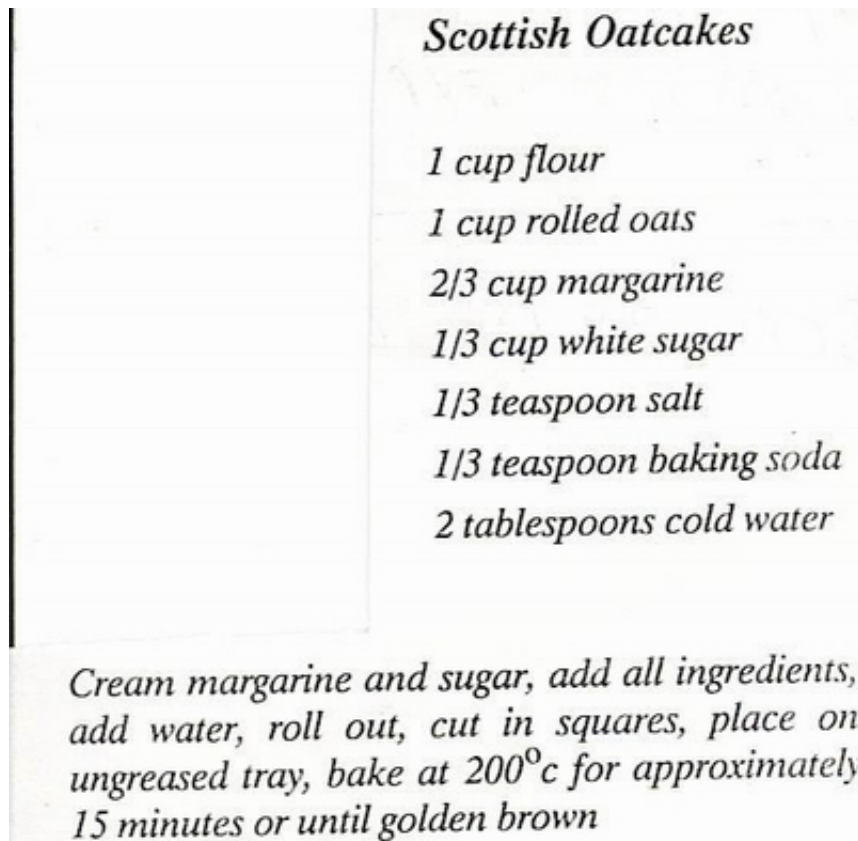 Scottish Oatcakes
1 cup flour
1 cup rolled oats
2/3 cup margarine
1/3 cup white sugar
1/3 teaspoon salt
1/3 teaspoon baking soda
2 tablespoons cold water
Cream margarine and sugar, add all ingredients,
add water, roll out, cut in squares, place on
ungreased tray, bake at 200°c for approximately
15 minutes or until golden brown